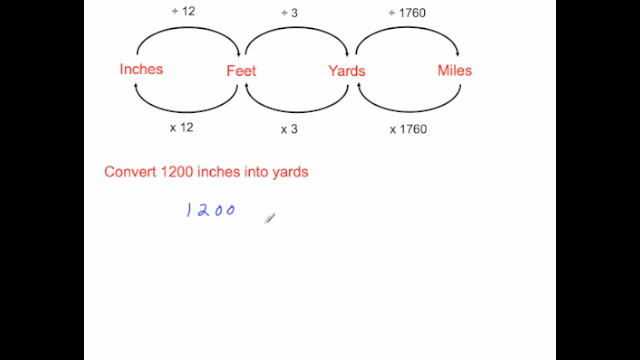 ÷ 12 ÷ 3 ÷ 1760
Inches Feet Yards Miles
x 12 x 3 x 1760
Convert 1200 inches into yards
1200